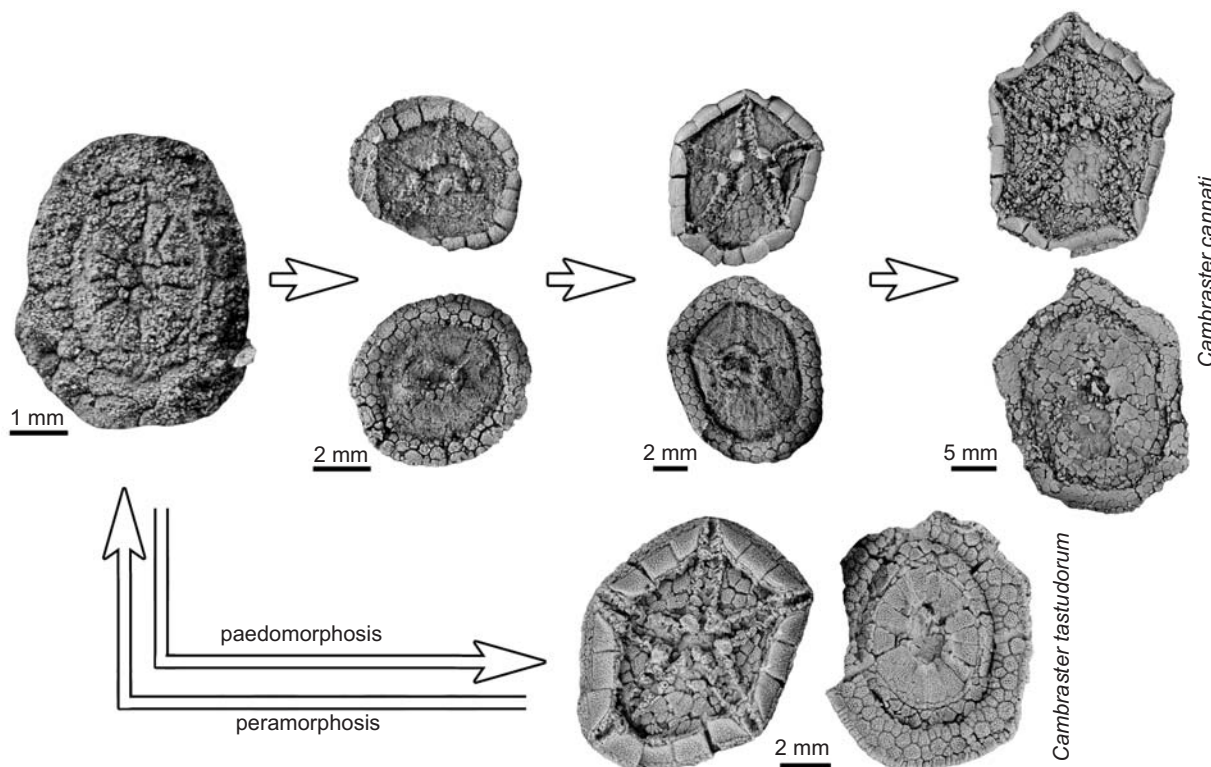 1 mm
2 mm
2 mm
5 mm
Cambraster cannati
paedomorphosis
peramorphosis
2 mm
Cambraster tastudorum